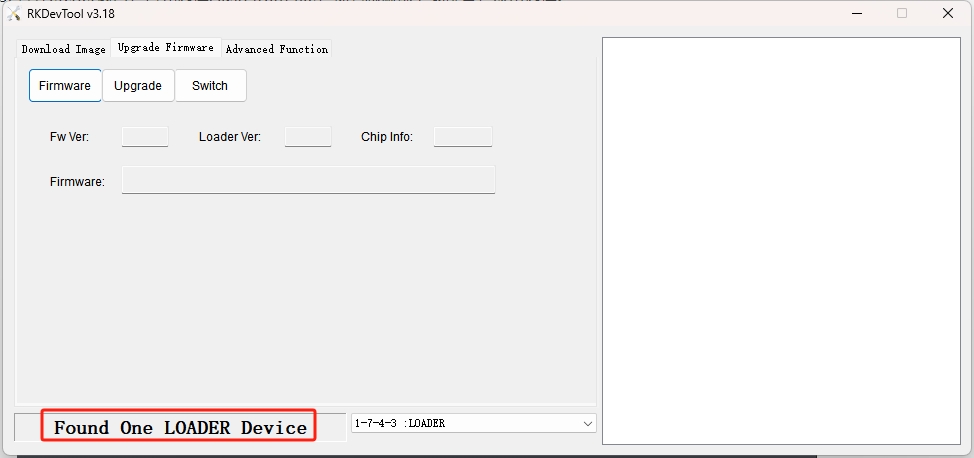 RKDevTool v3.18
Download Image Upgrade Firmware Advanced Function
Firmware Upgrade Switch
Fw Ver: Loader Ver: Chip Info:
Firmware:
Found One LOADER Device 1-7-4-3 :LOADER